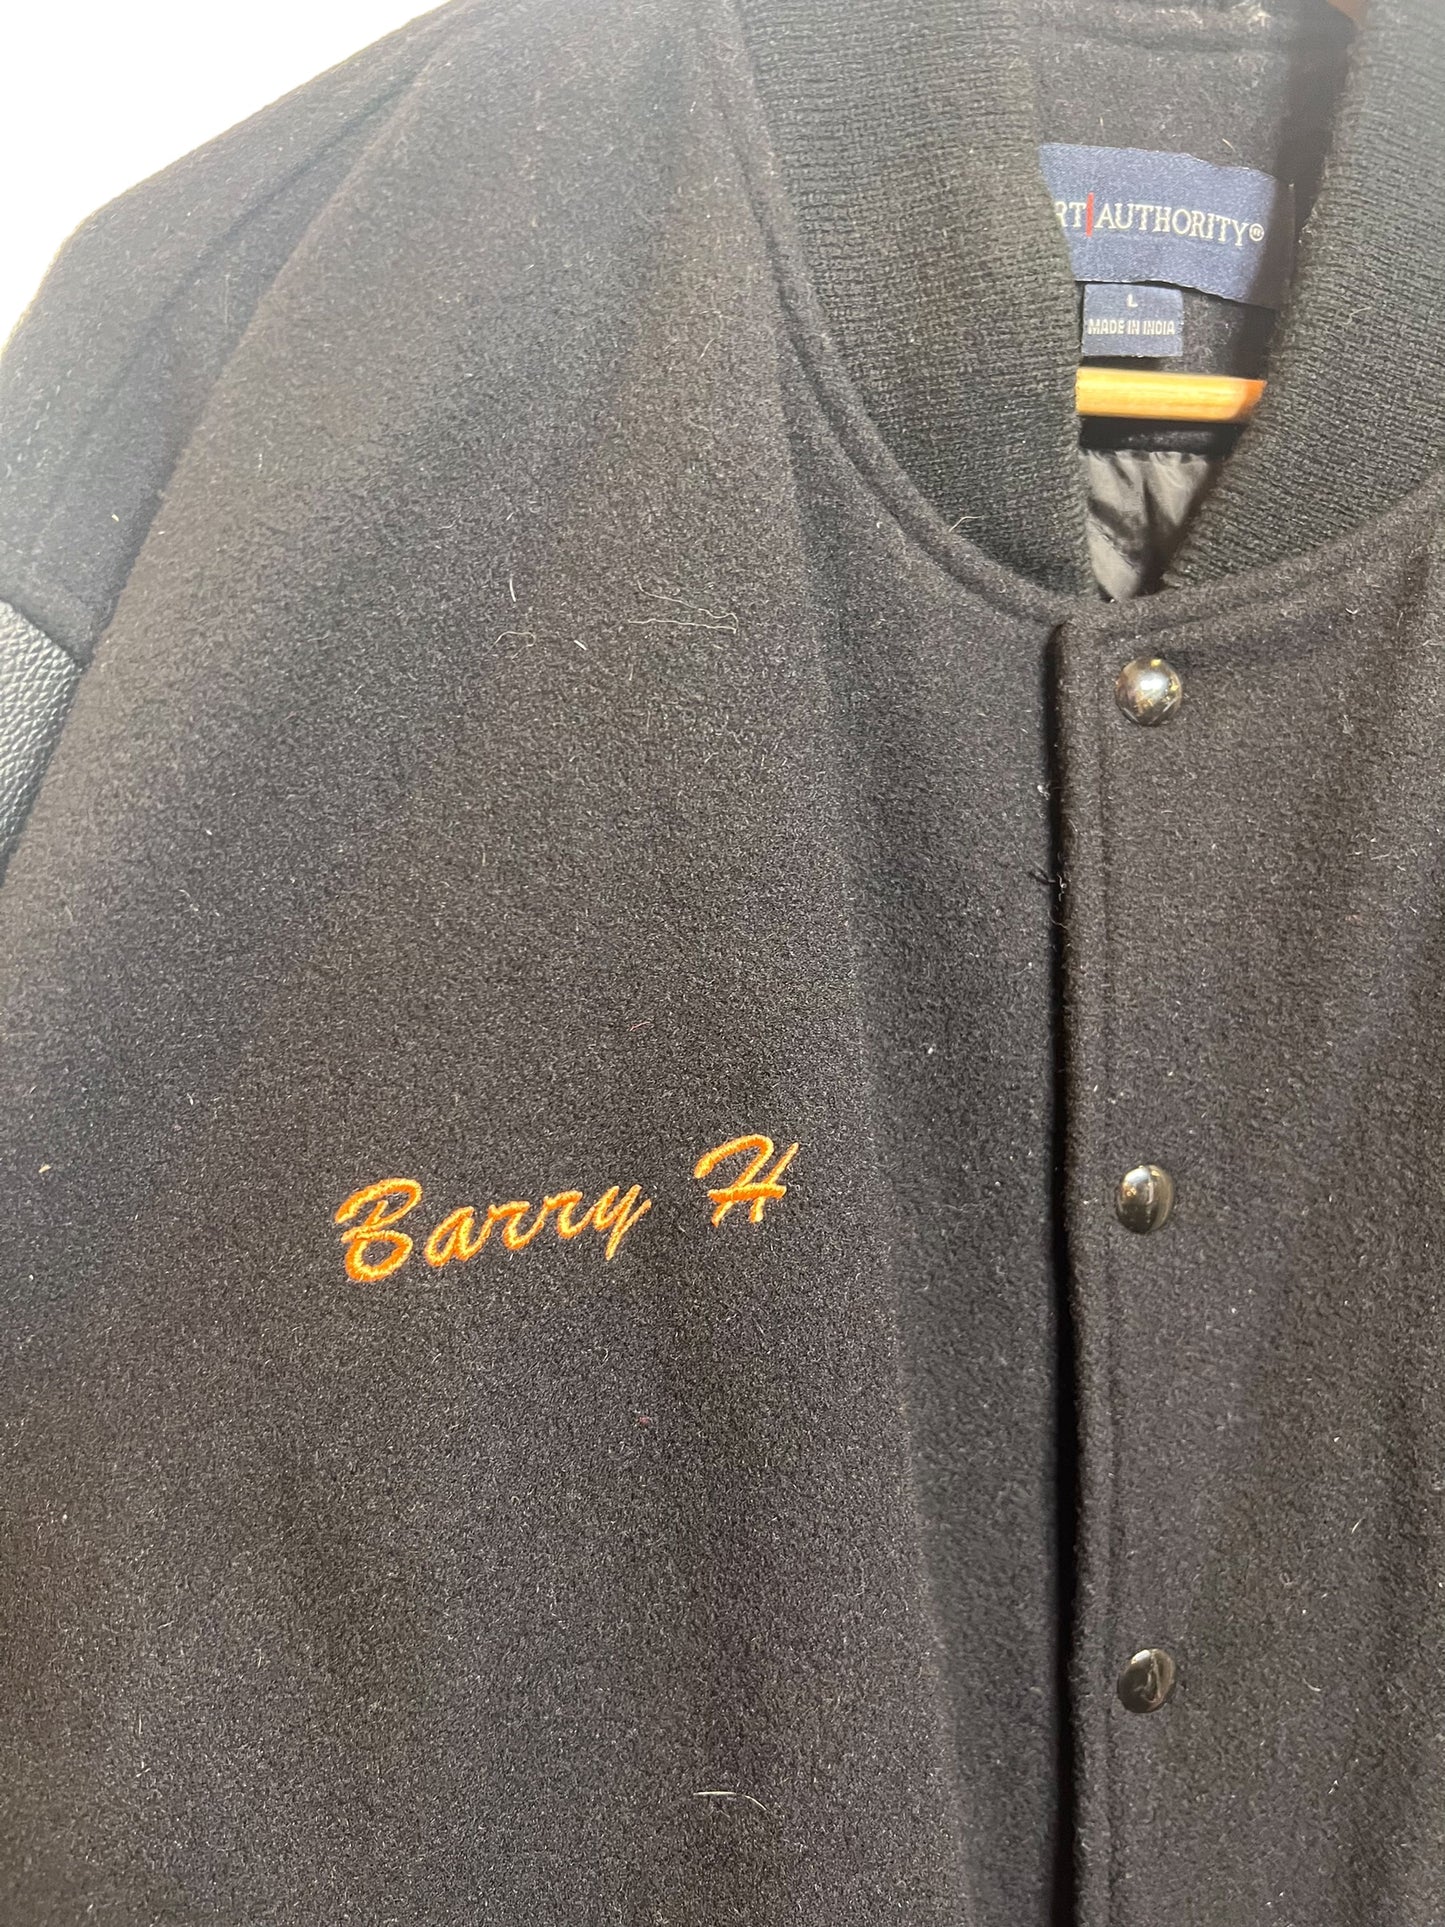 RT|AUTHORITY®
L
MADE IN INDIA
Barry H